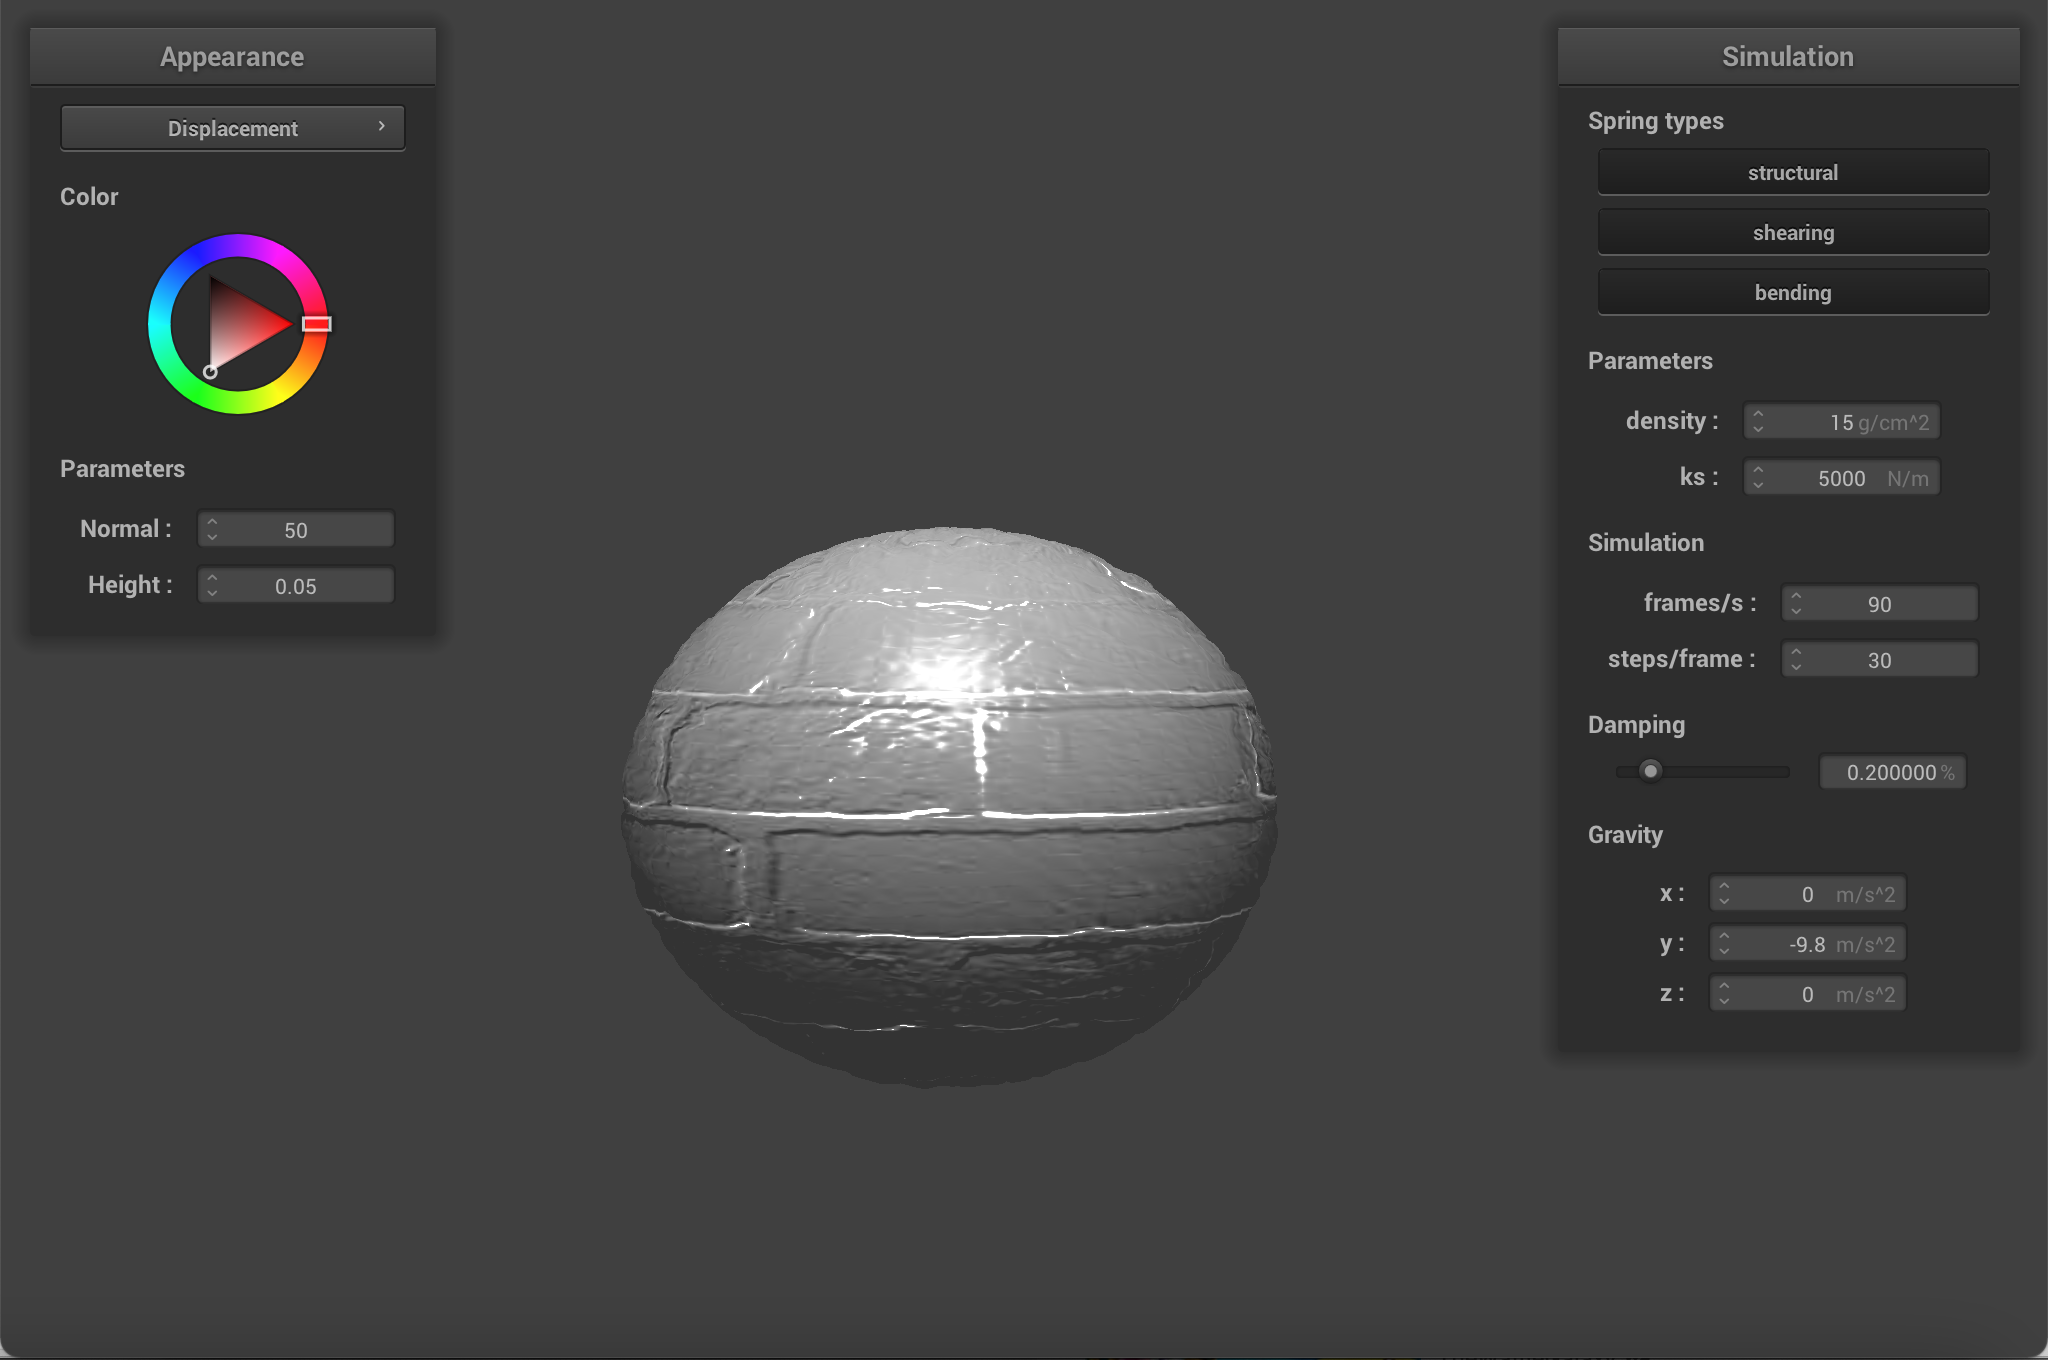 Appearance
Displacement
Color
Parameters
Normal : 50
Height : 0.05
Simulation
Spring types
structural
shearing
bending
Parameters
density : 15 g/cm^2
ks : 5000 N/m
Simulation
frames/s : 90
steps/frame : 30
Damping
0.200000 %
Gravity
x : 0 m/s^2
y : -9.8 m/s^2
z : 0 m/s^2